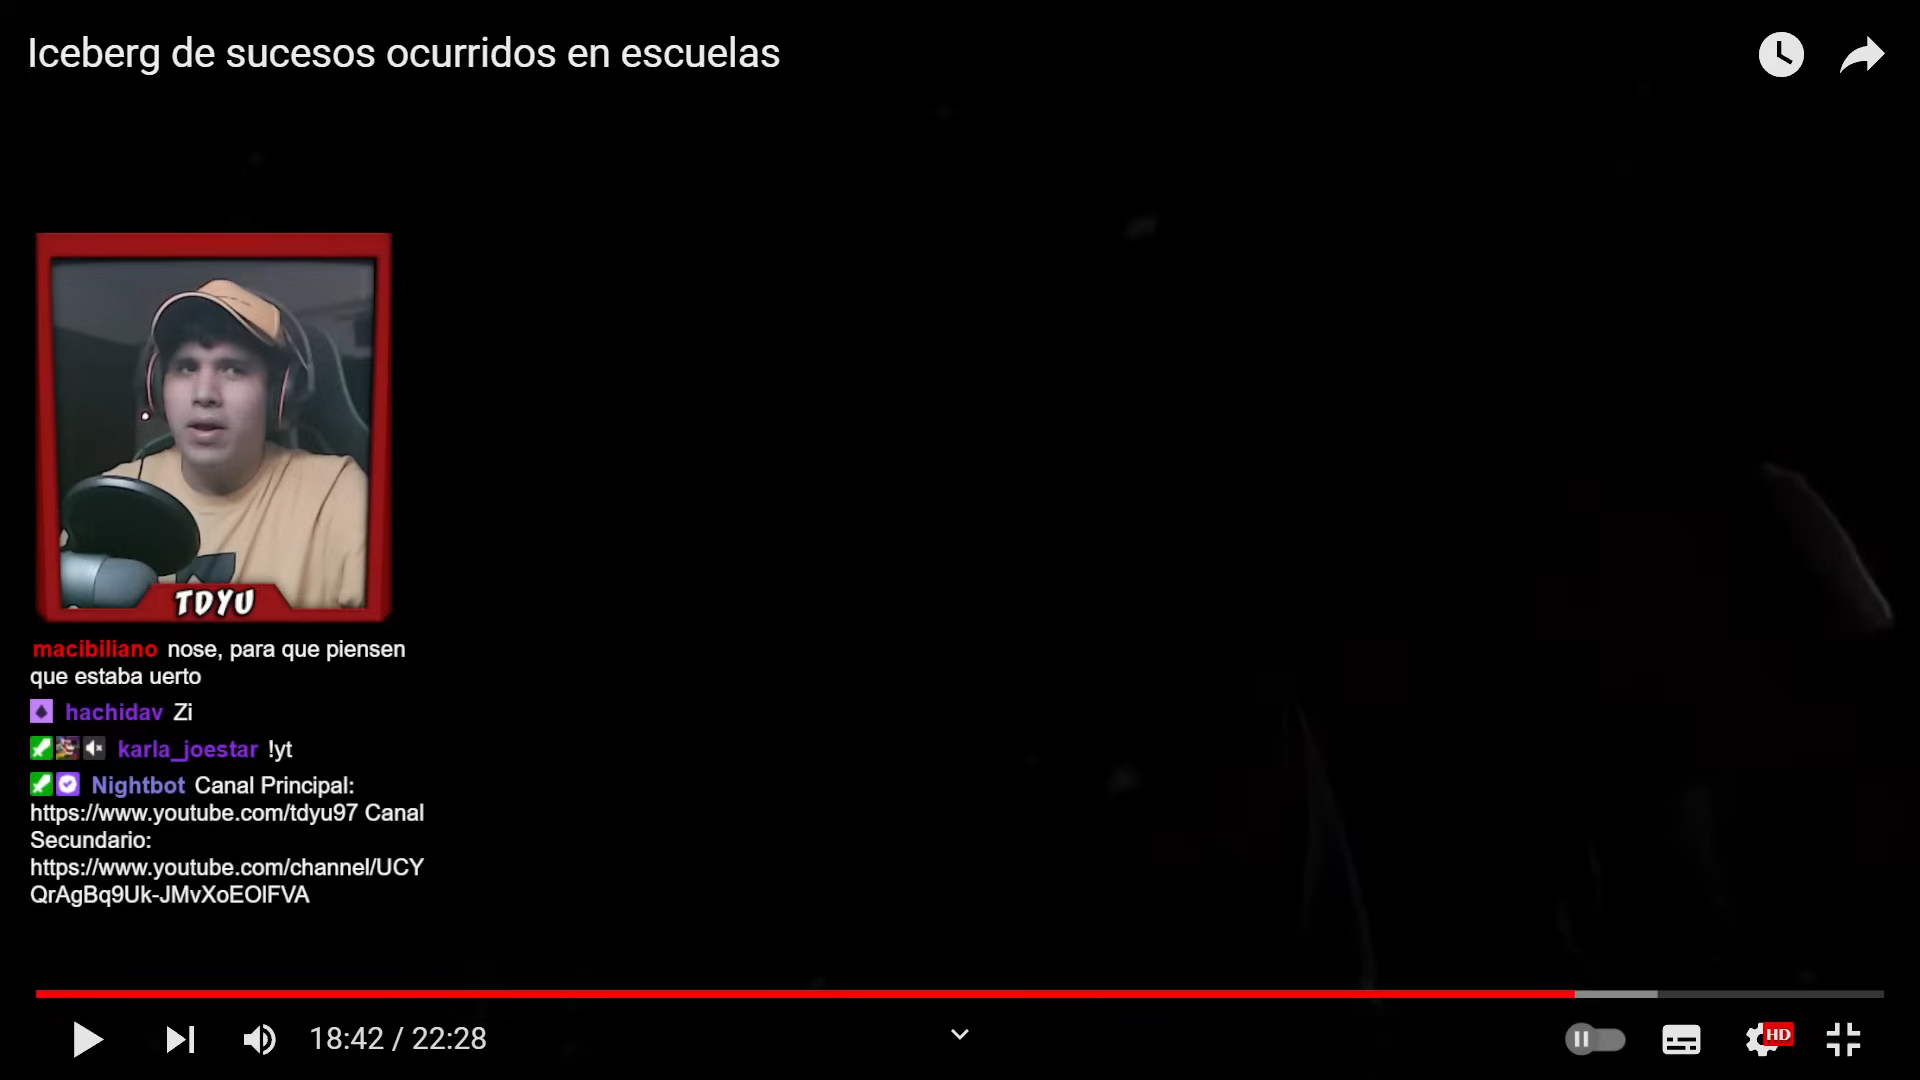 Iceberg de sucesos ocurridos en escuelas
TDYU
macibiliano nose, para que piensen
que estaba uerto
hachidav Zi
karla_joestar !yt
Nightbot Canal Principal:
https://www.youtube.com/tdyu97 Canal
Secundario:
https://www.youtube.com/channel/UCY
QrAgBq9Uk-JMvXoEOlFVA
18:42 / 22:28
HD